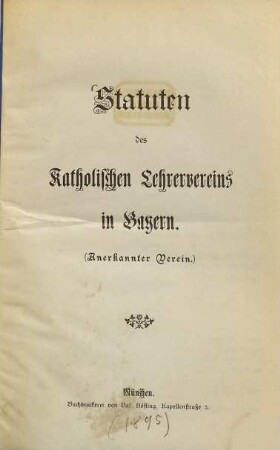 Statuten
des
Katholischen Lehrervereins
in Bayern.
(Anerkannter Verein.)
München.
Buchdruckerei von Val. Höfling, Kapellenstraße 3.
(1895)